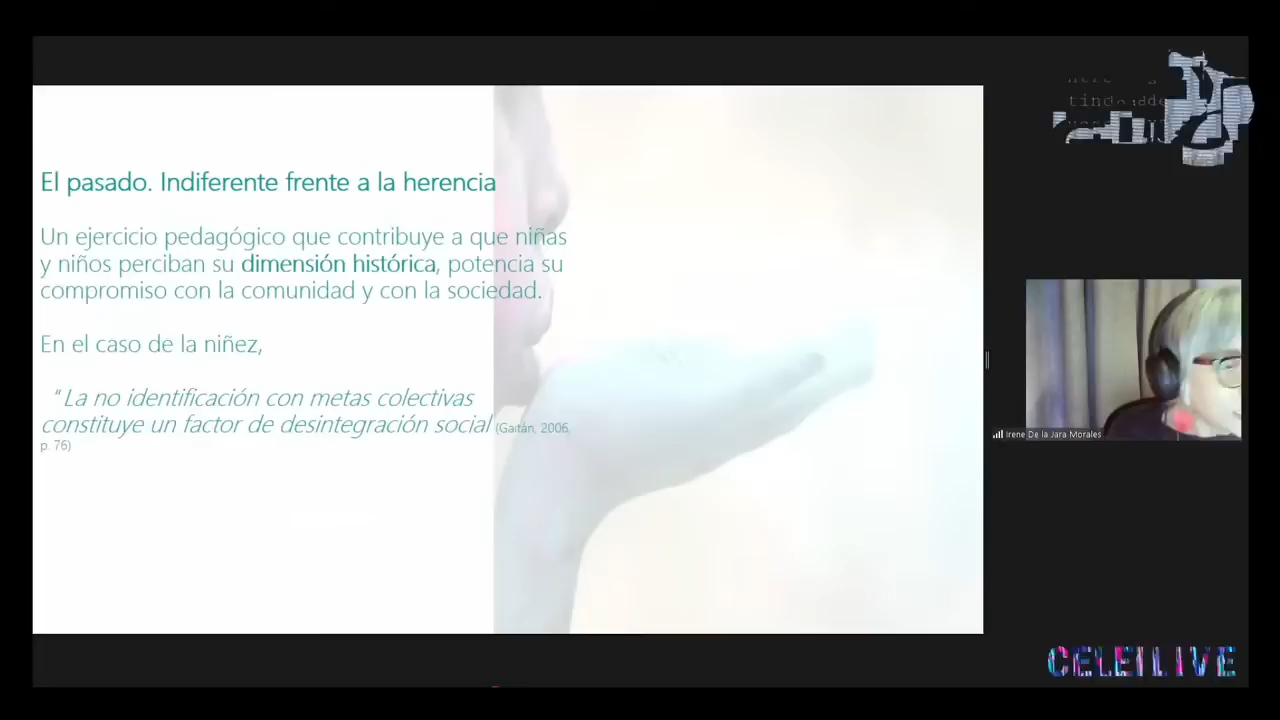 El pasado. Indiferente frente a la herencia
Un ejercicio pedagógico que contribuye a que niñas
y niños perciban su dimensión histórica, potencia su
compromiso con la comunidad y con la sociedad.
En el caso de la niñez,
"La no identificación con metas colectivas
constituye un factor de desintegración social (Gaitán, 2006,
p. 76)
Irene De la Jara Morales
CELEI LIVE